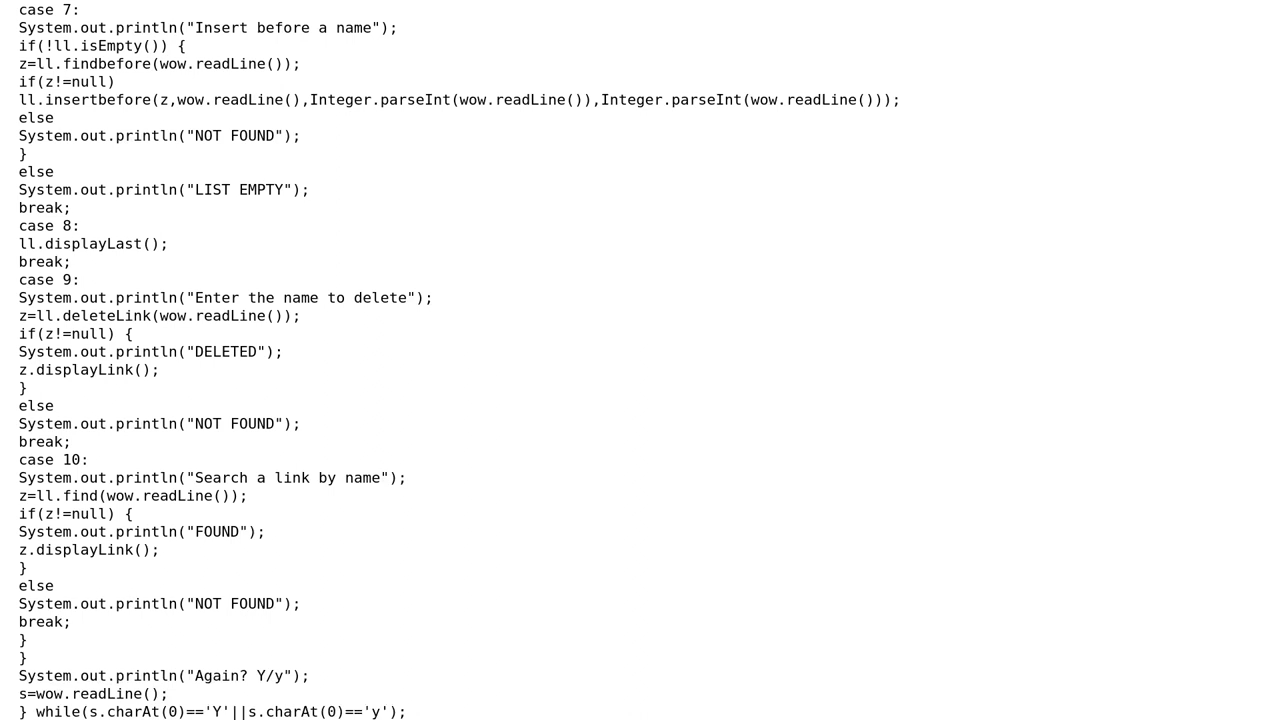 case 7:
System.out.println("Insert before a name");
if(!ll.isEmpty()) {
z=ll.findbefore(wow.readLine());
if(z!=null)
ll.insertbefore(z,wow.readLine(),Integer.parseInt(wow.readLine()),Integer.parseInt(wow.readLine()));
else
System.out.println("NOT FOUND");
}
else
System.out.println("LIST EMPTY");
break;
case 8:
ll.displayLast();
break;
case 9:
System.out.println("Enter the name to delete");
z=ll.deleteLink(wow.readLine());
if(z!=null) {
System.out.println("DELETED");
z.displayLink();
}
else
System.out.println("NOT FOUND");
break;
case 10:
System.out.println("Search a link by name");
z=ll.find(wow.readLine());
if(z!=null) {
System.out.println("FOUND");
z.displayLink();
}
else
System.out.println("NOT FOUND");
break;
}
}
System.out.println("Again? Y/y");
s=wow.readLine();
} while(s.charAt(0)=='Y'||s.charAt(0)=='y');